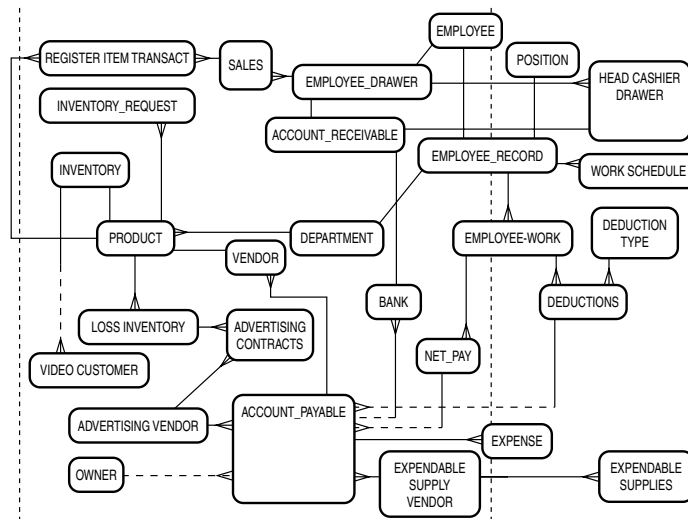 EMPLOYEE
REGISTER ITEM TRANSACT
SALES
POSITION
EMPLOYEE_DRAWER
HEAD CASHIER
DRAWER
INVENTORY_REQUEST
ACCOUNT_RECEIVABLE
EMPLOYEE_RECORD
INVENTORY
WORK SCHEDULE
PRODUCT
DEPARTMENT
EMPLOYEE-WORK
DEDUCTION
TYPE
VENDOR
BANK
DEDUCTIONS
LOSS INVENTORY
ADVERTISING
CONTRACTS
NET_PAY
VIDEO CUSTOMER
ACCOUNT_PAYABLE
ADVERTISING VENDOR
EXPENSE
OWNER
EXPENDABLE
SUPPLY
VENDOR
EXPENDABLE
SUPPLIES